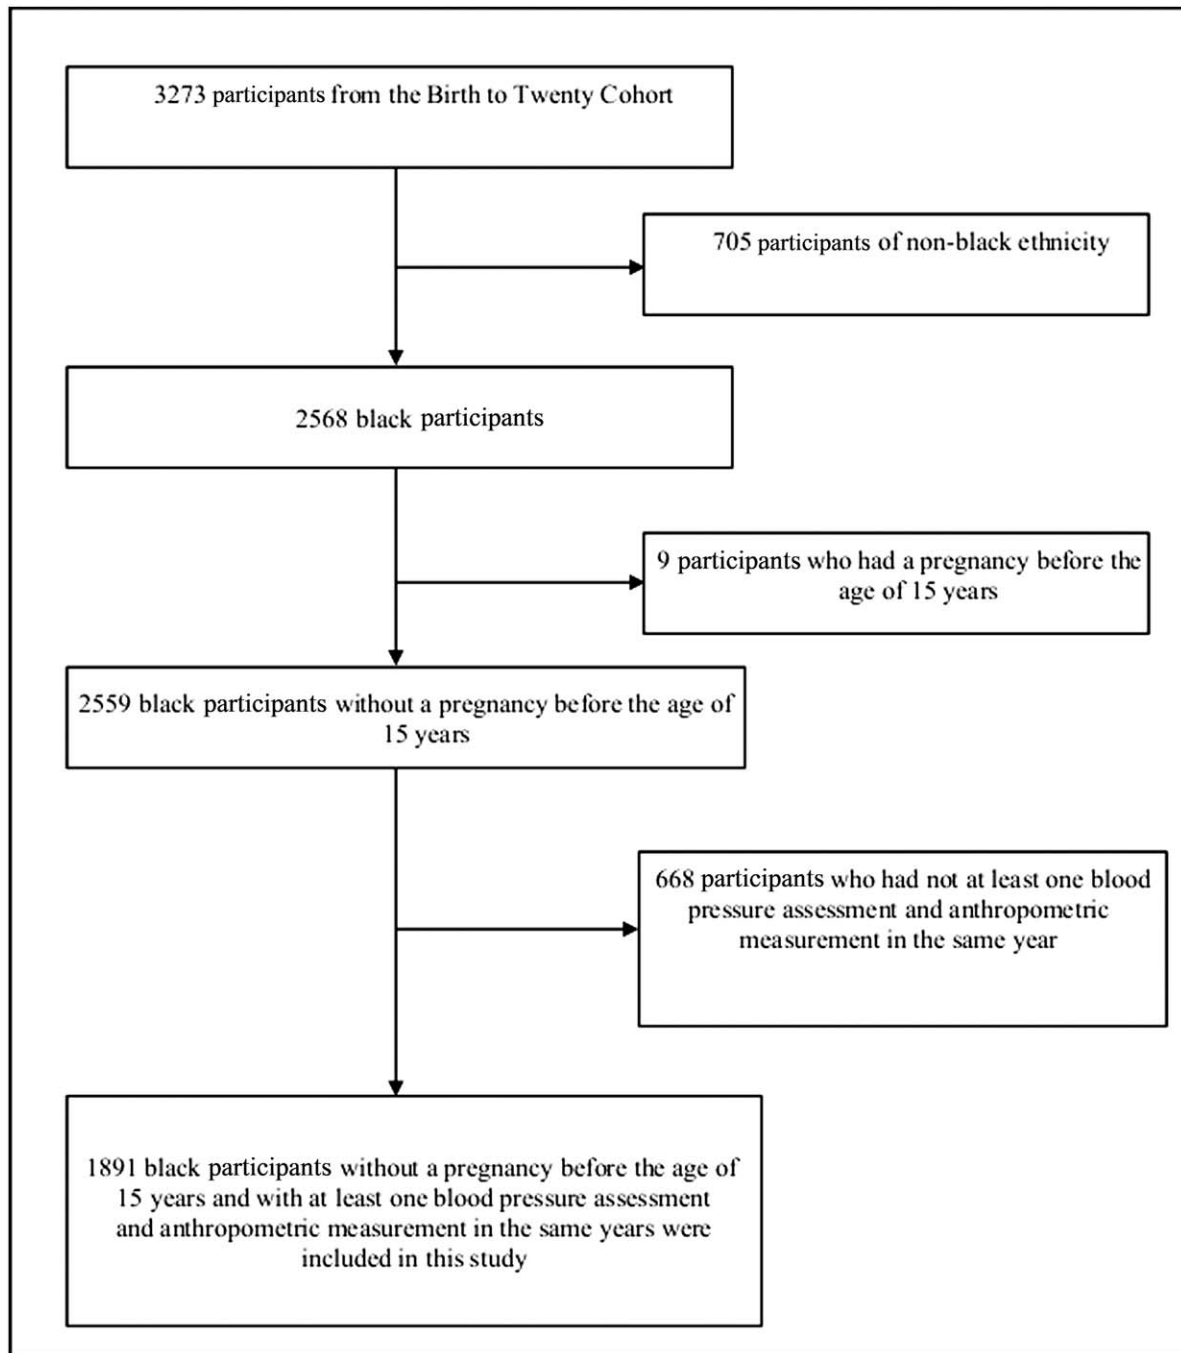 3273 participants from the Birth to Twenty Cohort
705 participants of non-black ethnicity
2568 black participants
9 participants who had a pregnancy before the
age of 15 years
2559 black participants without a pregnancy before the age of
15 years
668 participants who had not at least one blood
pressure assessment and anthropometric
measurement in the same year
1891 black participants without a pregnancy before the age of
15 years and with at least one blood pressure assessment
and anthropometric measurement in the same years were
included in this study